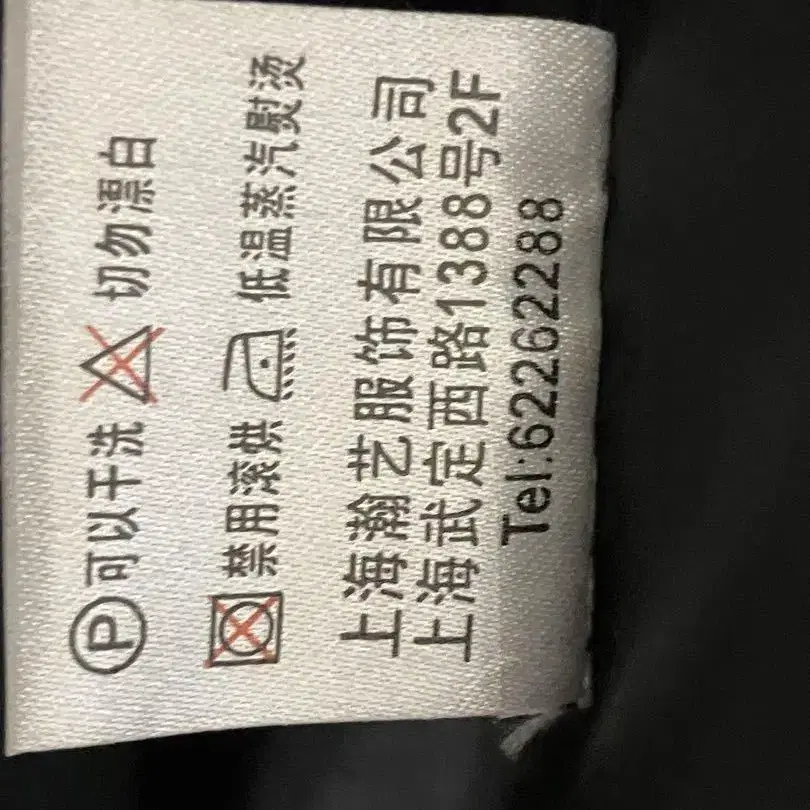 P 可以干洗 切勿漂白
禁用滚烘 低温蒸汽熨烫
上海瀚艺服饰有限公司
上海武定西路1388号2F
Tel:62262288